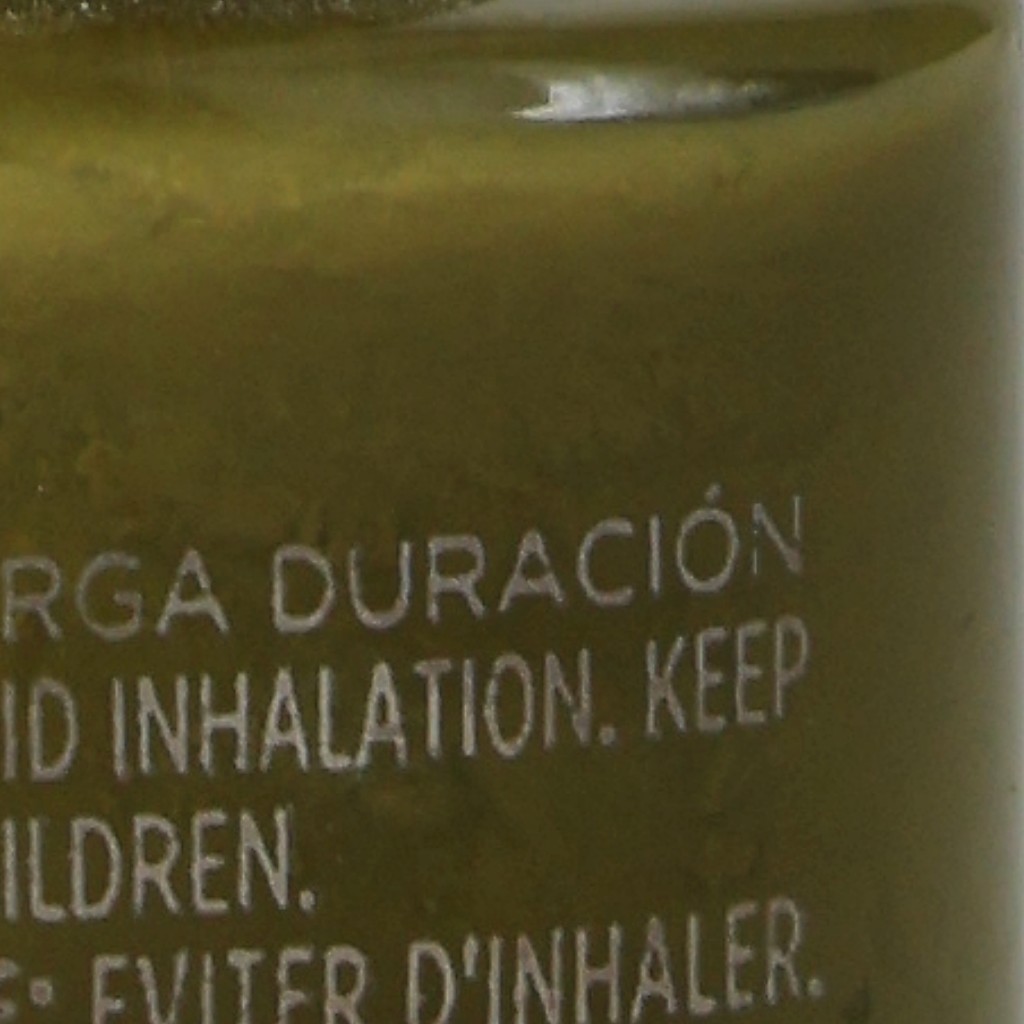 RGA DURACIÓN
ID INHALATION. KEEP
ILDREN.
: EVITER D'INHALER.